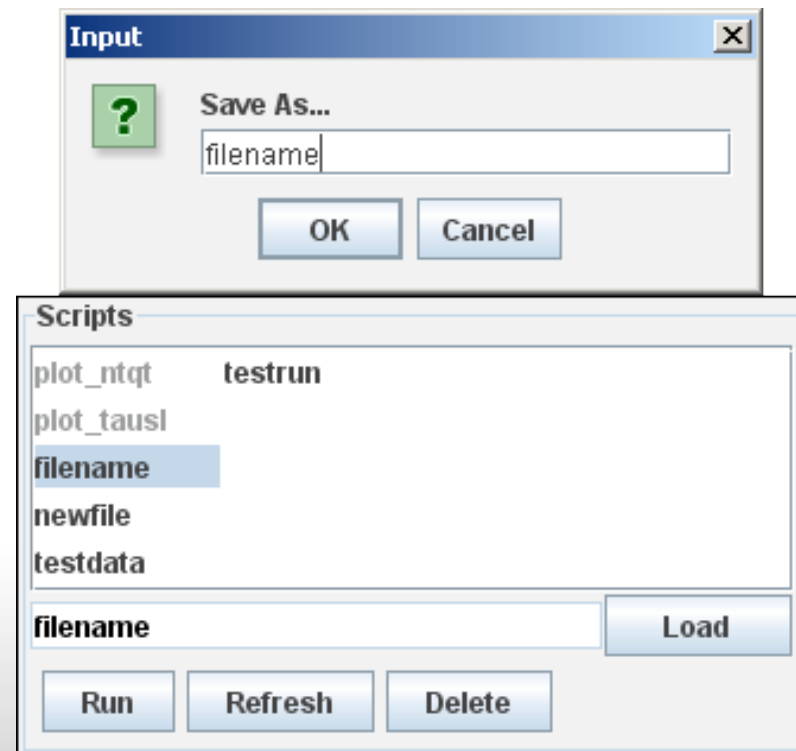 Input
?
Save As...
filename
OK Cancel
Scripts
plot_ntqt testrun
plot_tausl
filename
newfile
testdata
filename Load
Run Refresh Delete